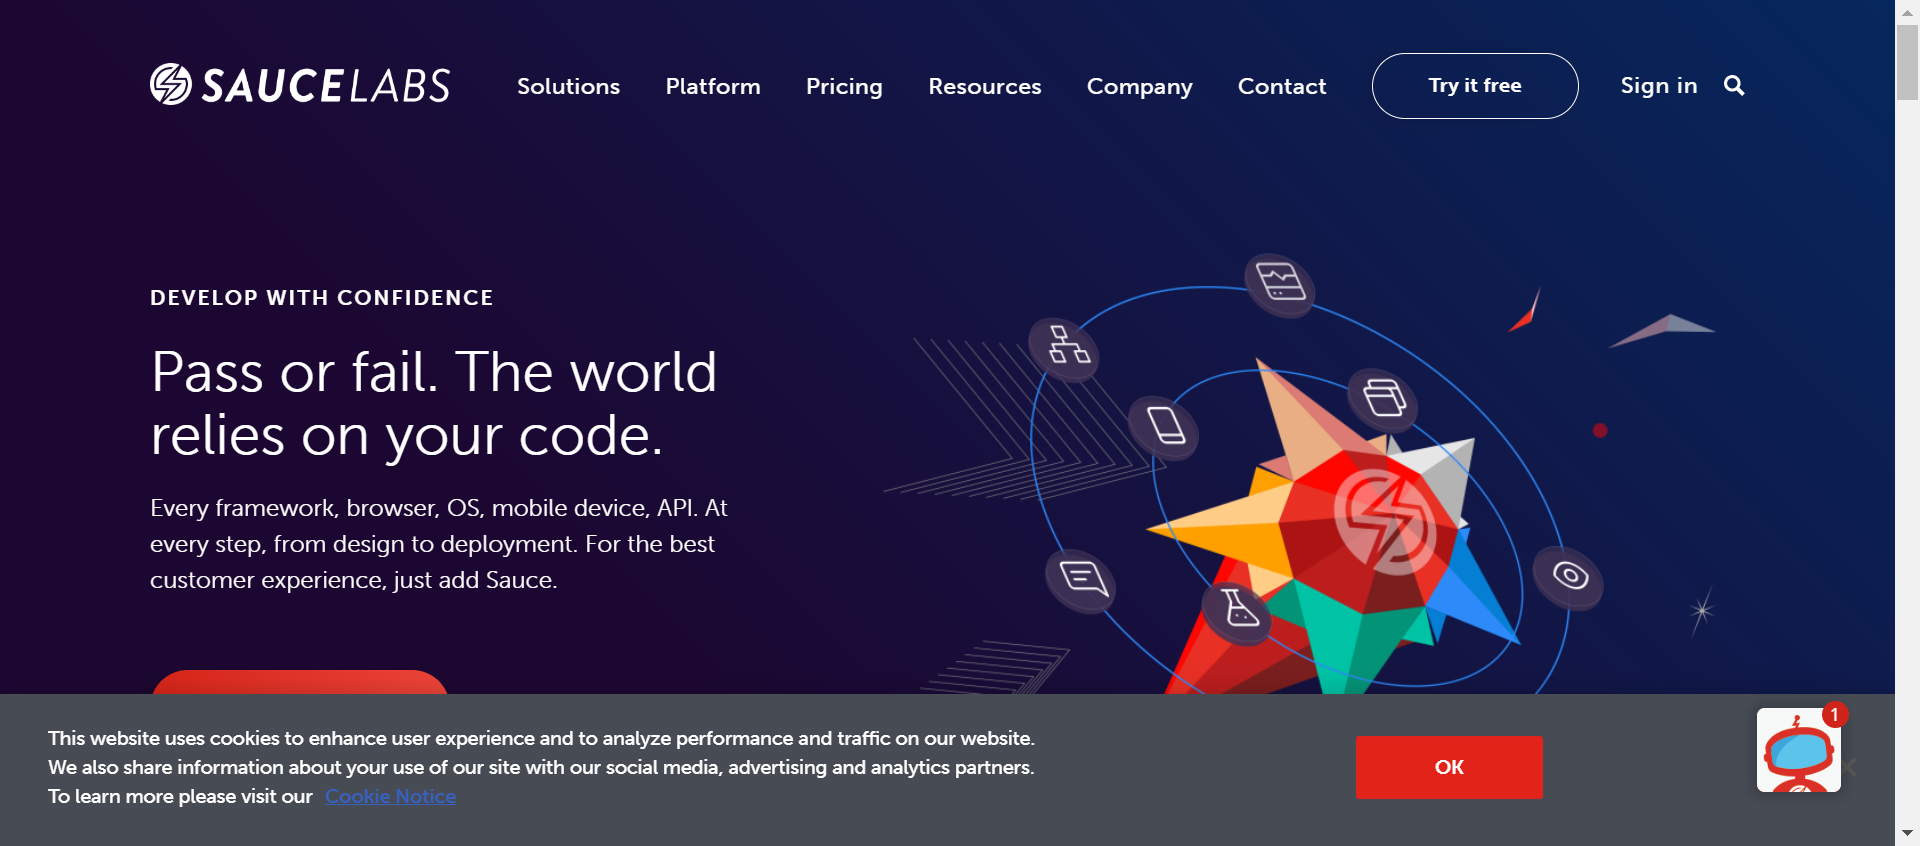 SAUCELABS
Solutions Platform Pricing Resources Company Contact Try it free Sign in
DEVELOP WITH CONFIDENCE
Pass or fail. The world
relies on your code.
Every framework, browser, OS, mobile device, API. At
every step, from design to deployment. For the best
customer experience, just add Sauce.
This website uses cookies to enhance user experience and to analyze performance and traffic on our website.
We also share information about your use of our site with our social media, advertising and analytics partners.
To learn more please visit our Cookie Notice
OK
1